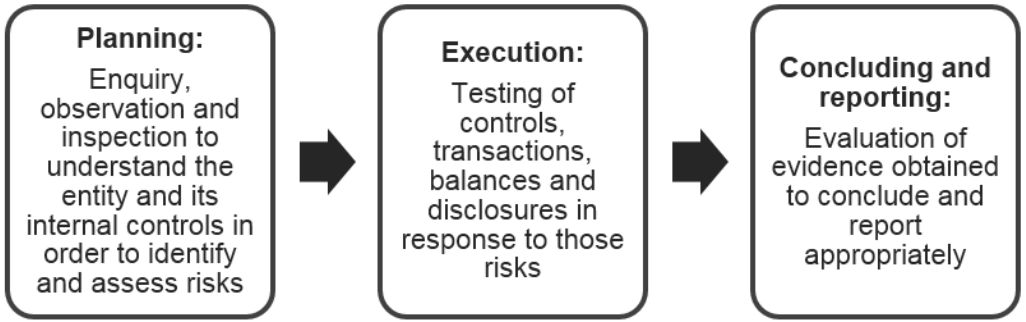 Planning:
Enquiry,
observation and
inspection to
understand the
entity and its
internal controls in
order to identify
and assess risks
Execution:
Testing of
controls,
transactions,
balances and
disclosures in
response to those
risks
Concluding and
reporting:
Evaluation of
evidence obtained
to conclude and
report
appropriately